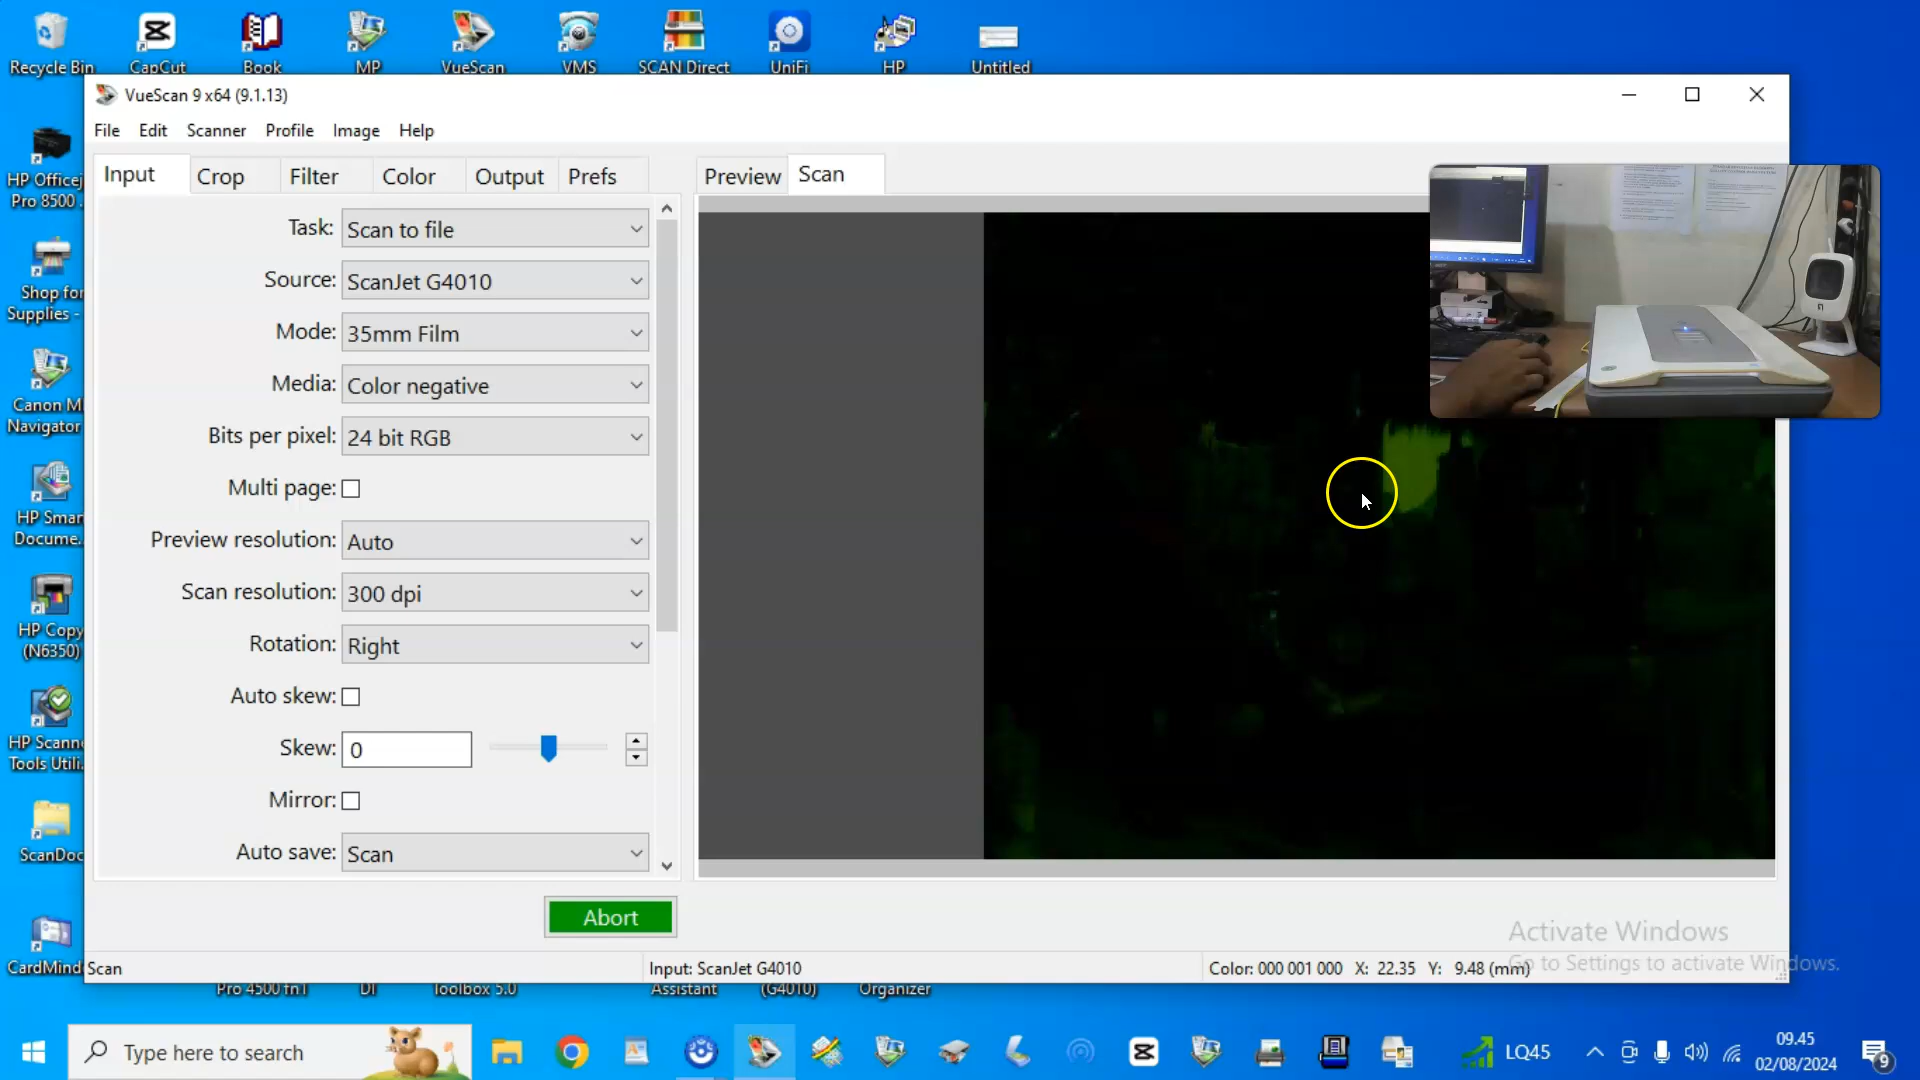 Recycle Bin
CapCut
Book
MP
VueScan
VMS
SCAN Direct
UniFi
HP
Untitled
VueScan 9 x64 (9.1.13)
File
Edit
Scanner
Profile
Image
Help
Input
Crop
Filter
Color
Output
Prefs
Preview
Scan
HP Officej
Pro 8500 .
Shop for
Supplies -
Canon M
Navigator
HP Smar
Docume..
HP Copy
(N6350)
HP Scann
Tools Utili.
ScanDoc
CardMind
Task: Scan to file
Source: ScanJet G4010
Mode: 35mm Film
Media: Color negative
Bits per pixel: 24 bit RGB
Multi page:
Preview resolution: Auto
Scan resolution: 300 dpi
Rotation: Right
Auto skew:
Skew: 0
Mirror:
Auto save: Scan
Abort
Activate Windows
Go to Settings to activate Windows.
Scan
Input: ScanJet G4010
Color: 000 001 000 X: 22.35 Y: 9.48 (mm)
Pro 4500 fn1
DI
Toolbox 5.0
Assistant
(G4010)
Organizer
Type here to search
LQ45
09.45
02/08/2024
9